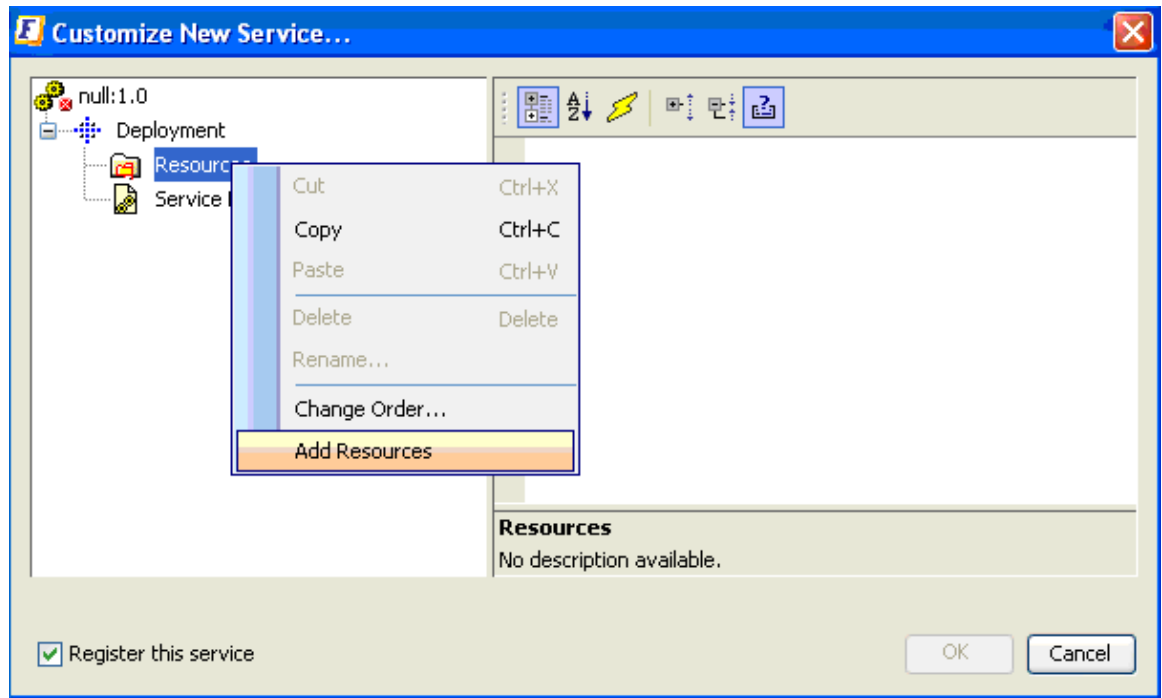 Customize New Service...
null:1.0
Deployment
Resources
Service
Cut Ctrl+X
Copy Ctrl+C
Paste Ctrl+V
Delete Delete
Rename...
Change Order...
Add Resources
Resources
No description available.
Register this service
OK
Cancel